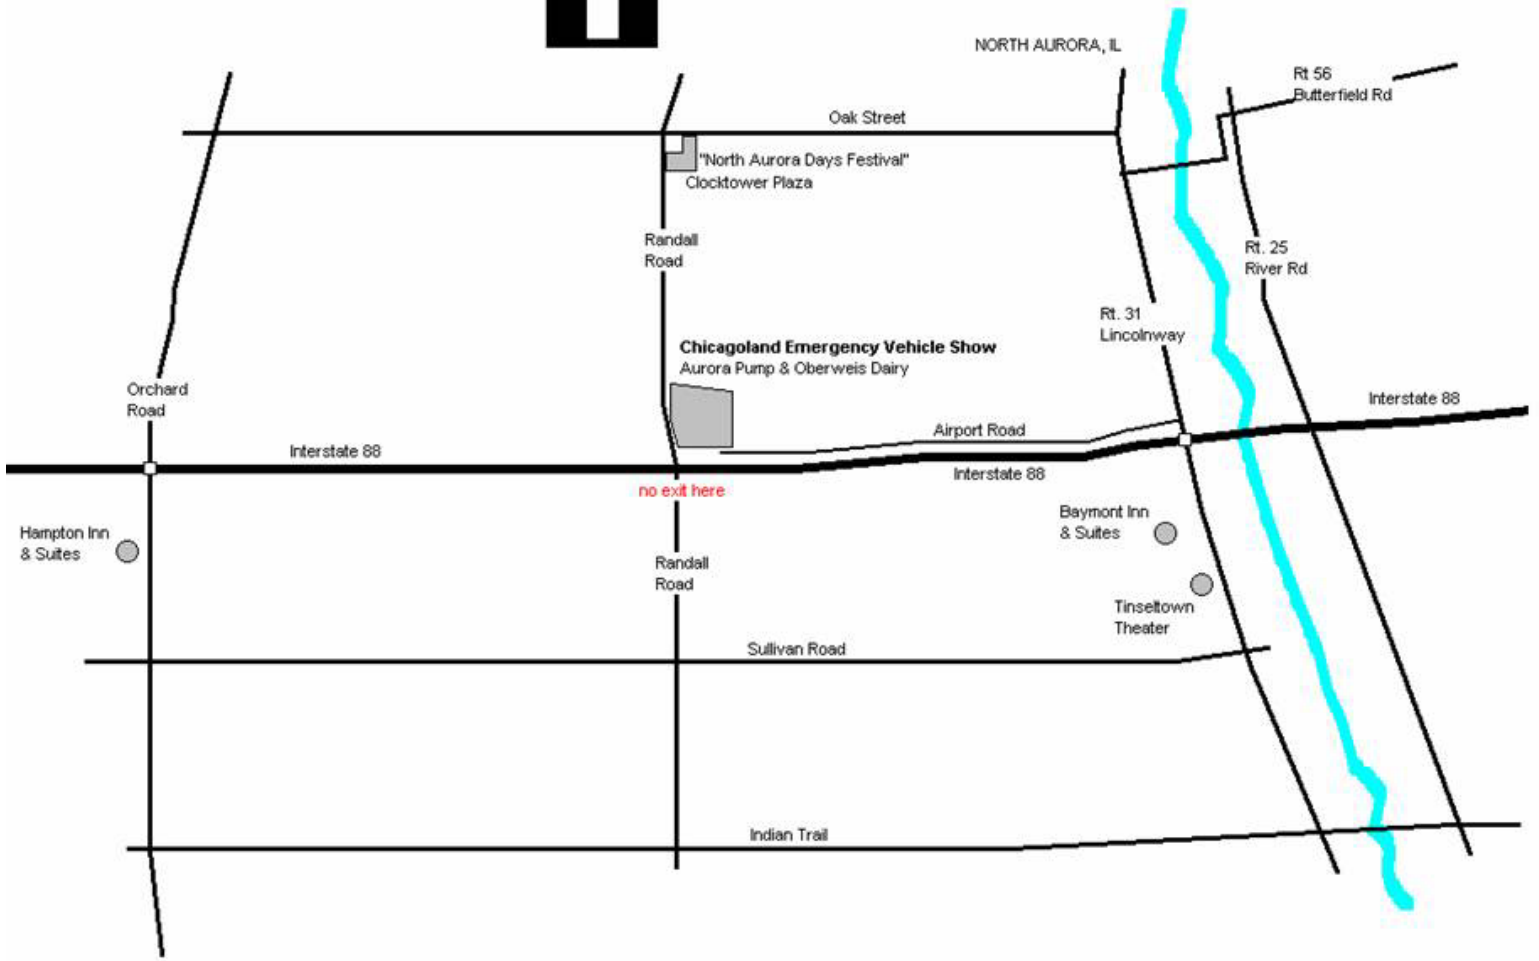 NORTH AURORA, IL
Rt 56
Butterfield Rd
Oak Street
"North Aurora Days Festival"
Clocktower Plaza
Randall
Road
Rt. 25
River Rd
Rt. 31
Lincolnway
Chicagoland Emergency Vehicle Show
Aurora Pump & Oberweis Dairy
Orchard
Road
Interstate 88
Airport Road
Interstate 88
Interstate 88
no exit here
Hampton Inn
& Suites
Baymont Inn
& Suites
Randall
Road
Tinseltown
Theater
Sullivan Road
Indian Trail